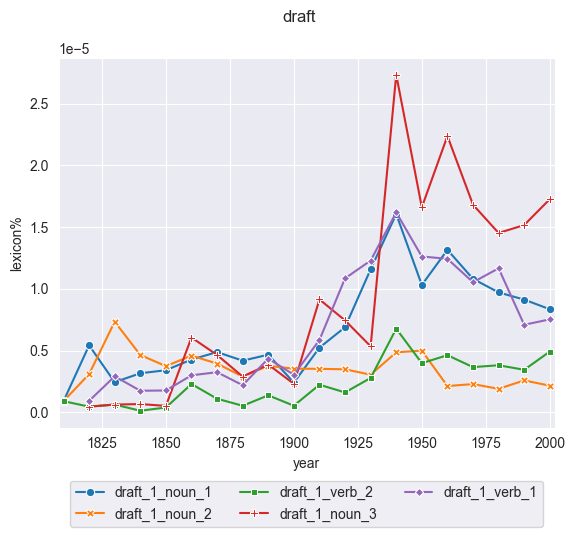 draft
1e−5
2.5
2.0
1.5
1.0
0.5
0.0
lexicon%
1825 1850 1875 1900 1925 1950 1975 2000
year
draft_1_noun_1 draft_1_verb_2 draft_1_verb_1
draft_1_noun_2 draft_1_noun_3